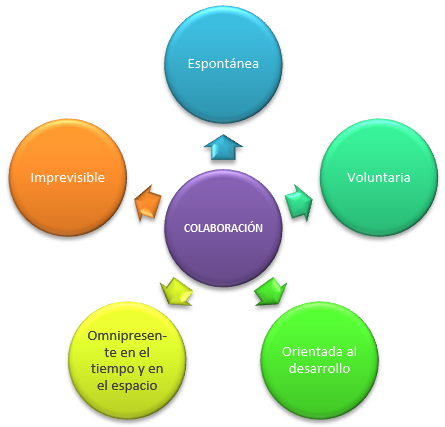 Espontánea
Imprevisible
Voluntaria
COLABORACIÓN
Omnipresen-
te en el
tiempo y en
el espacio
Orientada al
desarrollo